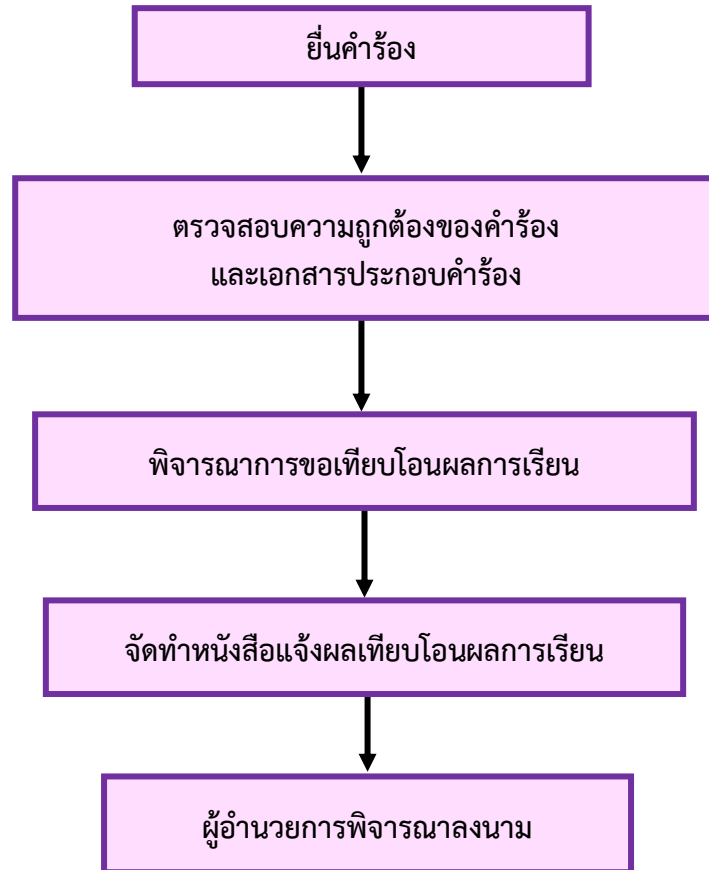 ยื่นคำร้อง
ตรวจสอบความถูกต้องของคำร้อง
และเอกสารประกอบคำร้อง
พิจารณาการขอเทียบโอนผลการเรียน
จัดทำหนังสือแจ้งผลเทียบโอนผลการเรียน
ผู้อำนวยการพิจารณาลงนาม